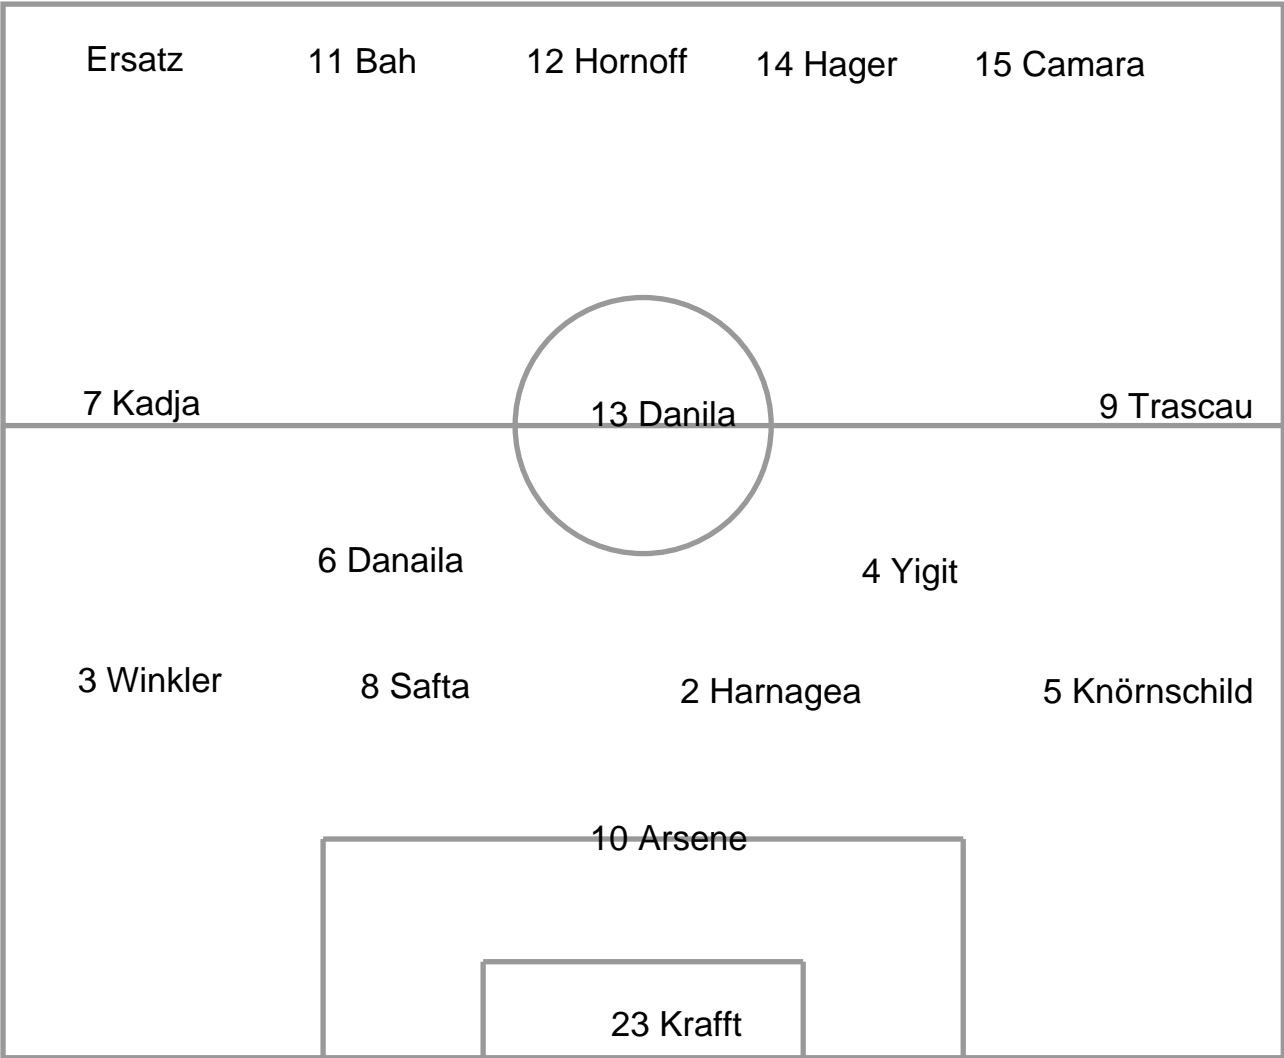 Ersatz 11 Bah 12 Hornoff 14 Hager 15 Camara
7 Kadja 13 Danila 9 Trascau
6 Danaila 4 Yigit
3 Winkler 8 Safta 2 Harnagea 5 Knörnschild
10 Arsene
23 Krafft